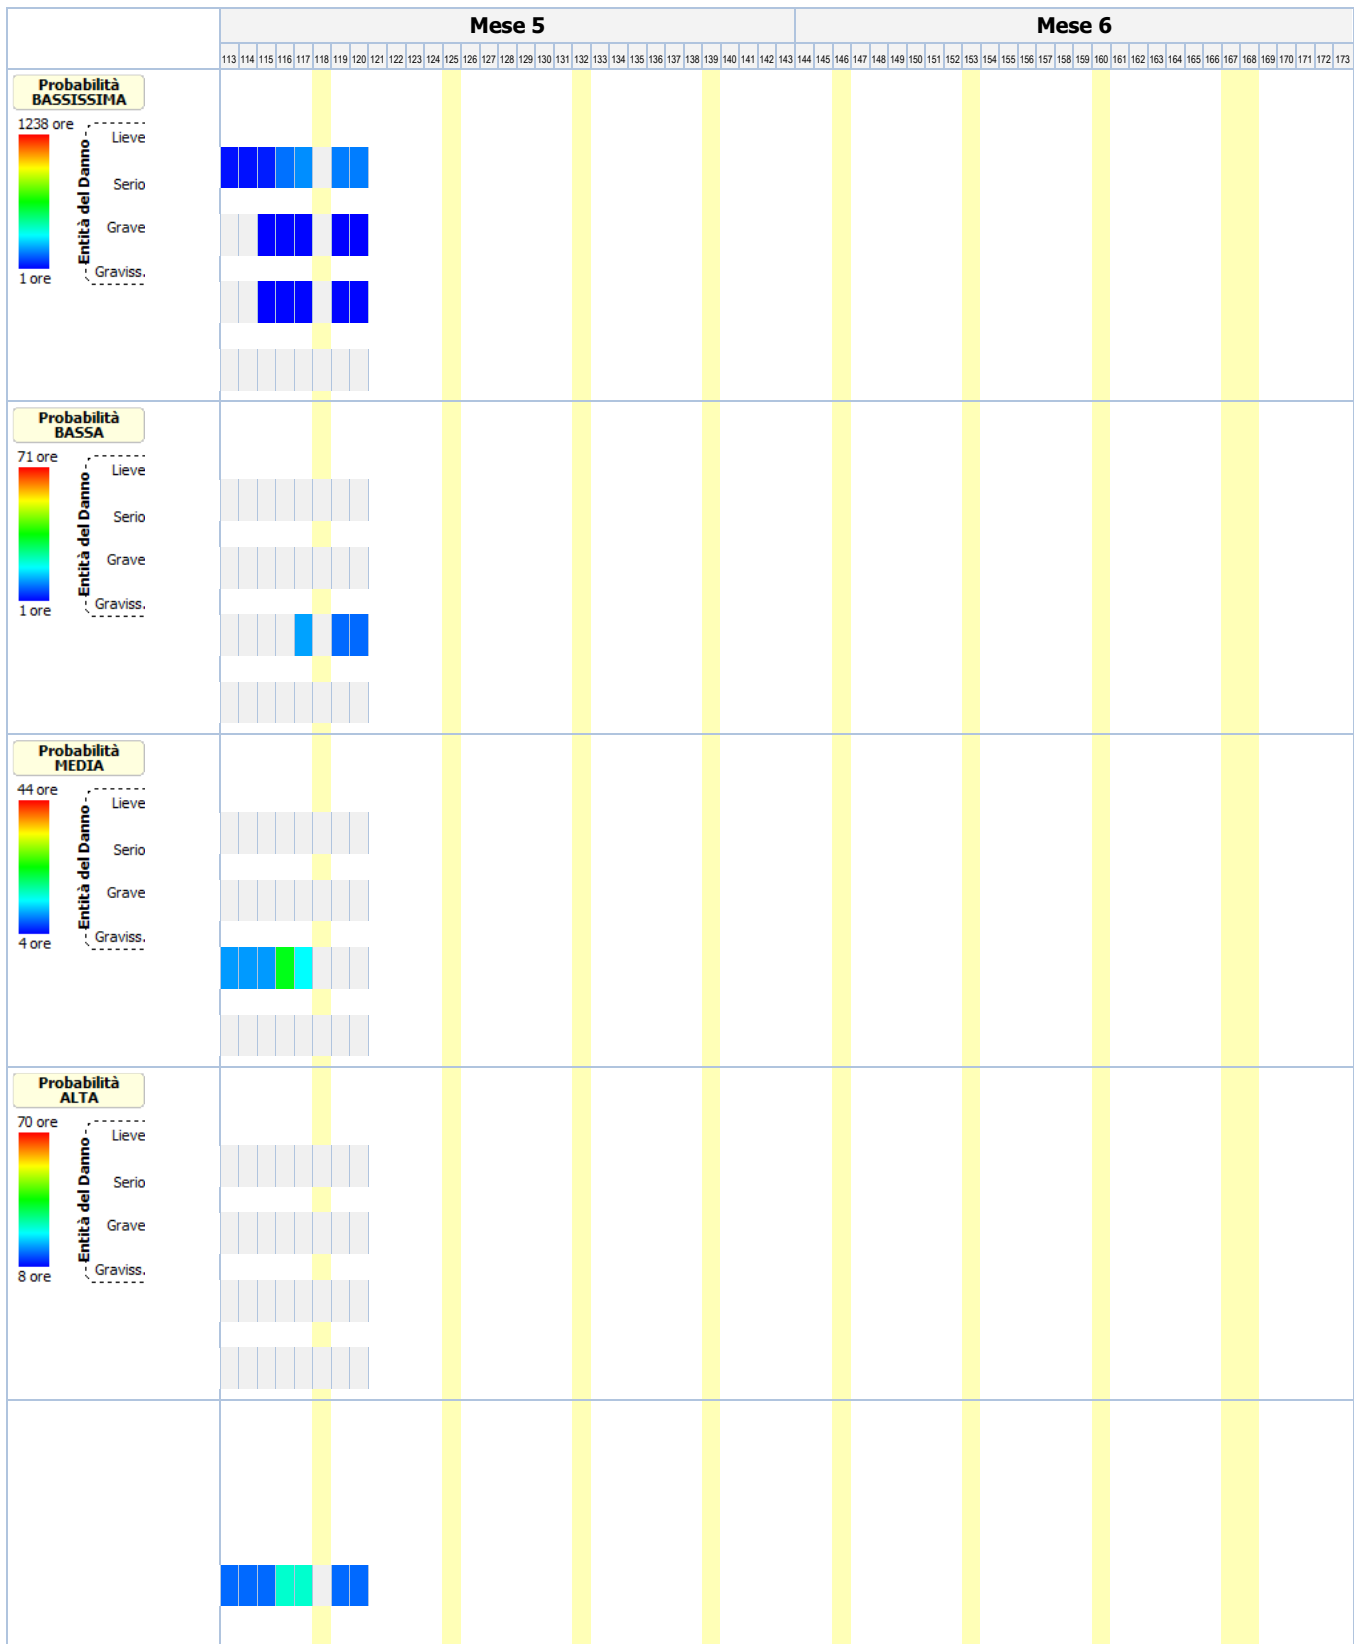 Mese 5 Mese 6
113 114 115 116 117 118 119 120 121 122 123 124 125 126 127 128 129 130 131 132 133 134 135 136 137 138 139 140 141 142 143 144 145 146 147 148 149 150 151 152 153 154 155 156 157 158 159 160 161 162 163 164 165 166 167 168 169 170 171 172 173
Probabilità
BASSISSIMA
1238 ore
Entità del Danno
Lieve
Serio
Grave
Graviss.
1 ore
Probabilità
BASSA
71 ore
Entità del Danno
Lieve
Serio
Grave
Graviss.
1 ore
Probabilità
MEDIA
44 ore
Entità del Danno
Lieve
Serio
Grave
Graviss.
4 ore
Probabilità
ALTA
70 ore
Entità del Danno
Lieve
Serio
Grave
Graviss.
8 ore